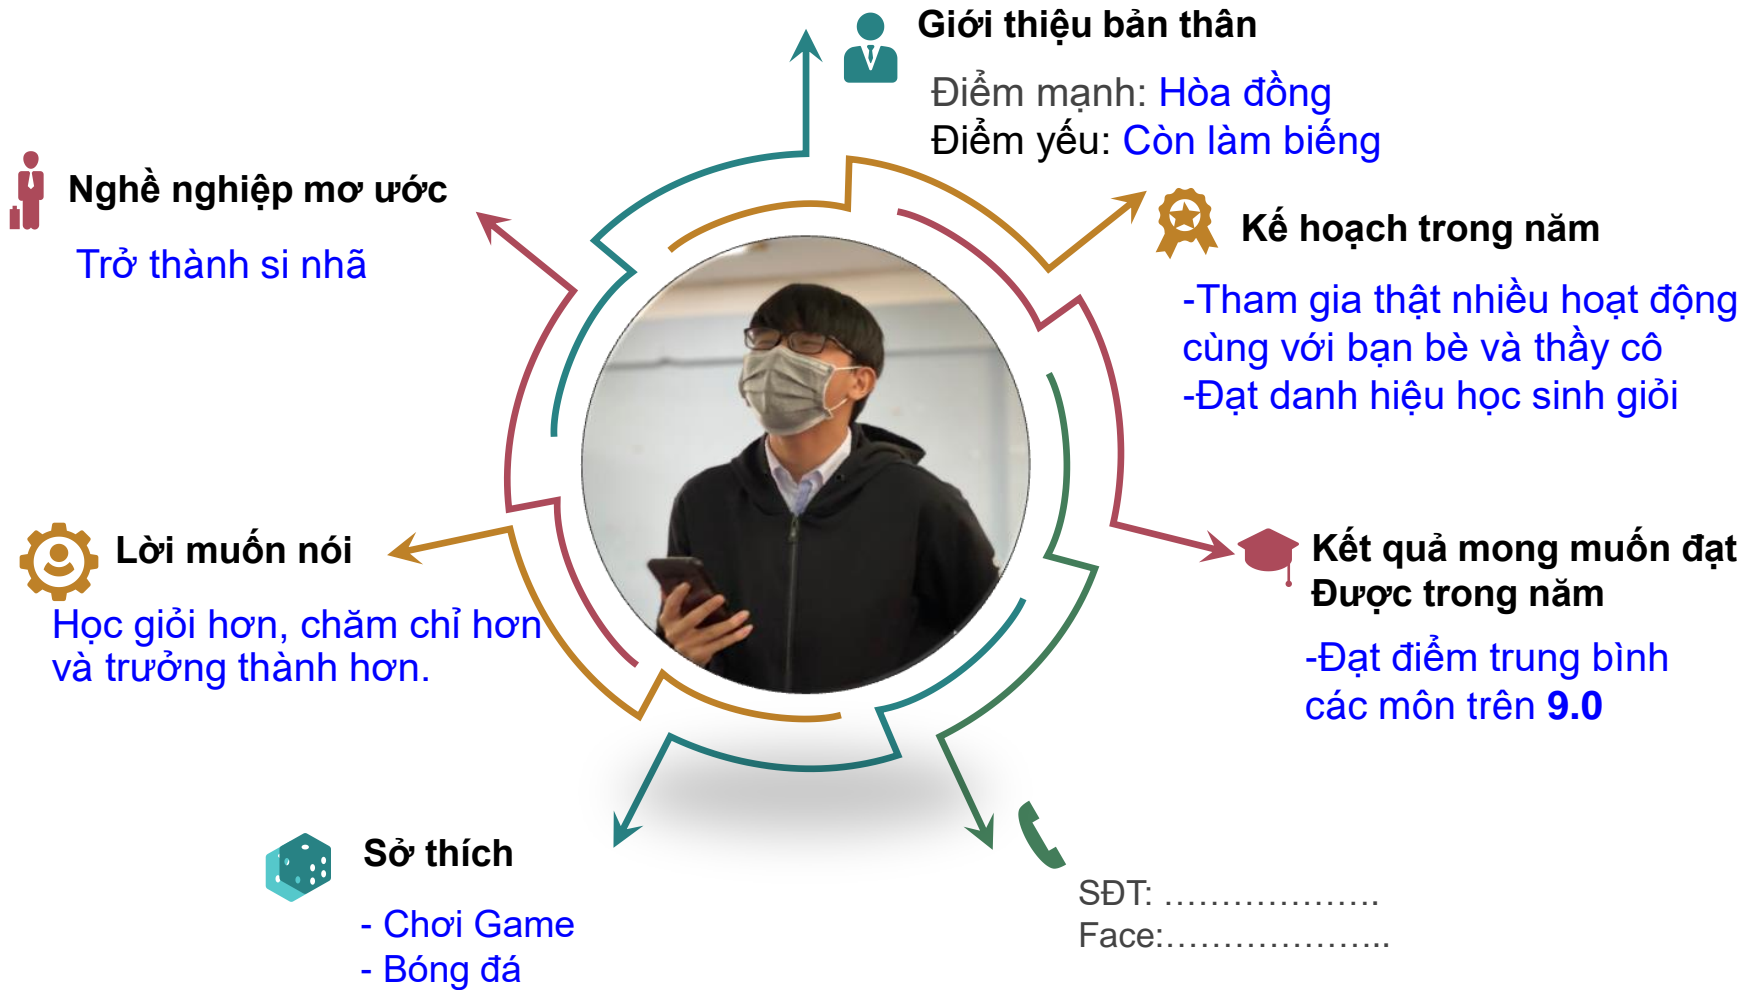 Giới thiệu bản thân
Điểm mạnh: Hòa đồng
Điểm yếu: Còn làm biếng
Nghề nghiệp mơ ước
Trở thành si nhã
Kế hoạch trong năm
-Tham gia thật nhiều hoạt động
cùng với bạn bè và thầy cô
-Đạt danh hiệu học sinh giỏi
Lời muốn nói
Học giỏi hơn, chăm chỉ hơn
và trưởng thành hơn.
Kết quả mong muốn đạt
Được trong năm
-Đạt điểm trung bình
các môn trên 9.0
Sở thích
- Chơi Game
- Bóng đá
SĐT: ……………….
Face:………………..